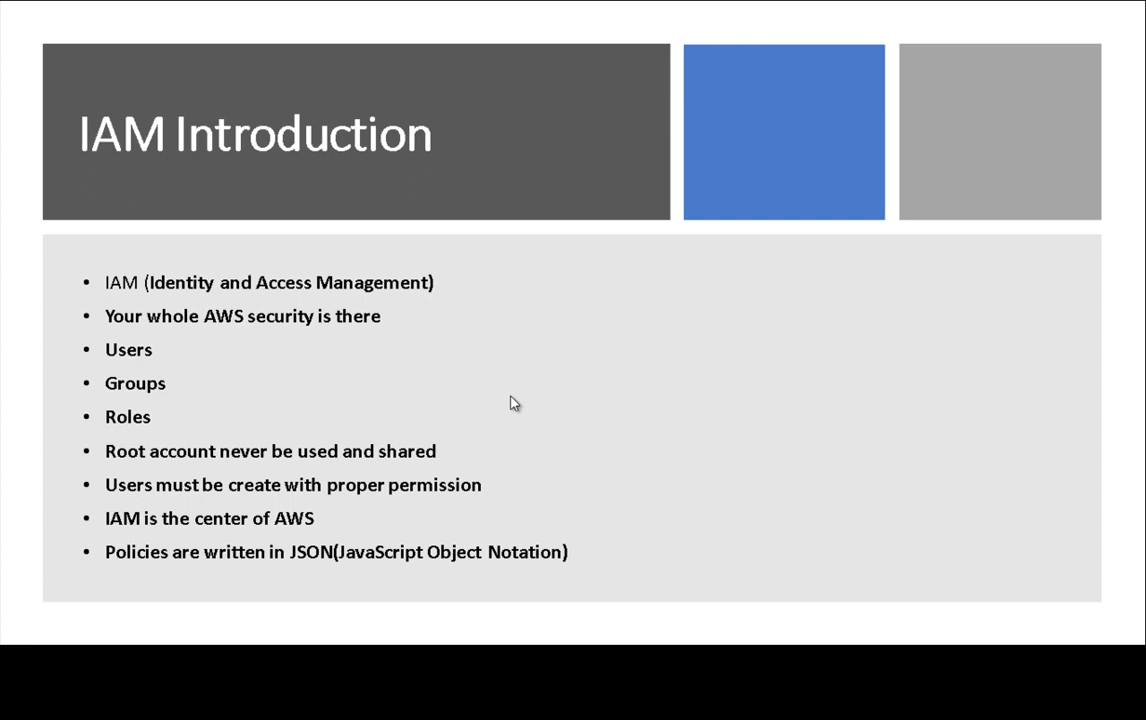 IAM Introduction
• IAM (Identity and Access Management)
• Your whole AWS security is there
• Users
• Groups
• Roles
• Root account never be used and shared
• Users must be create with proper permission
• IAM is the center of AWS
• Policies are written in JSON(JavaScript Object Notation)